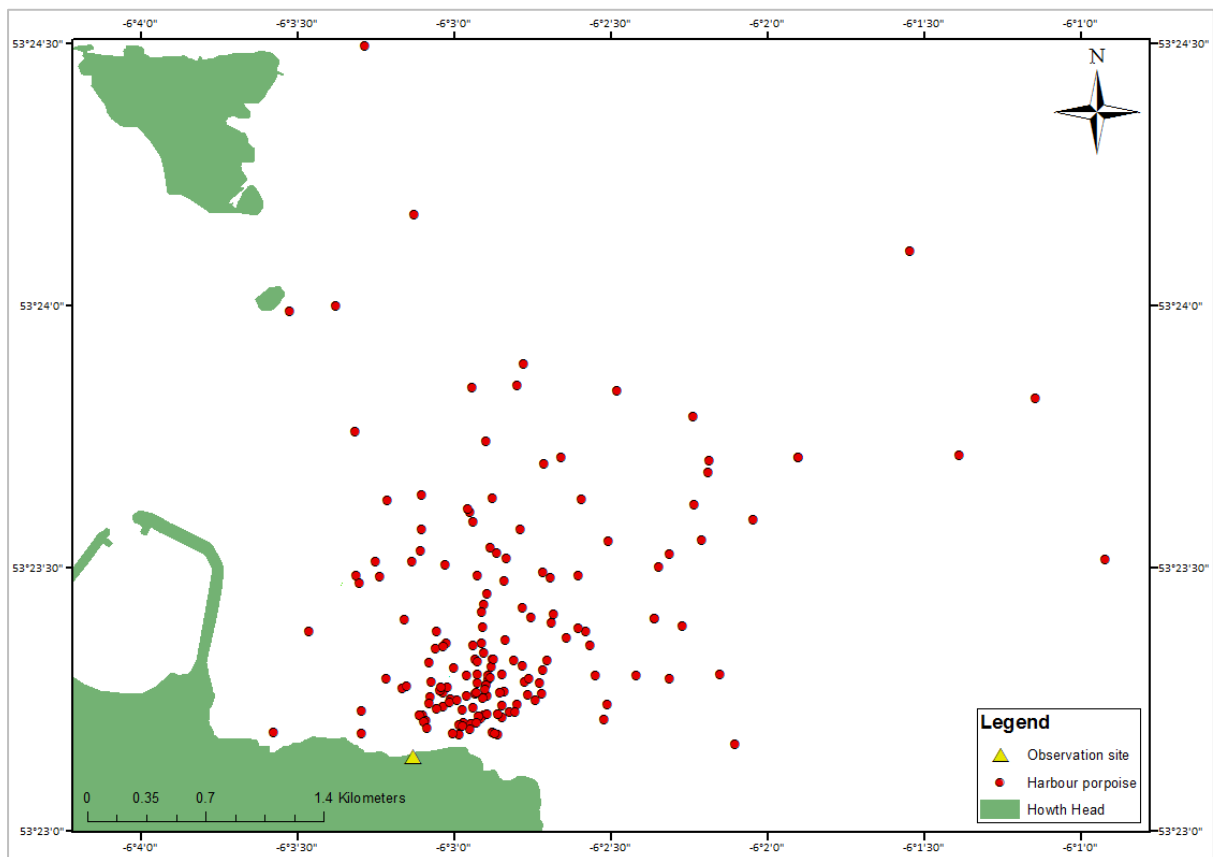 -6°4'0" -6°3'30" -6°3'0" -6°2'30" -6°2'0" -6°1'30" -6°1'0"
53°24'30" 53°24'30"
N
53°24'0" 53°24'0"
53°23'30" 53°23'30"
Legend
Observation site
Harbour porpoise
Howth Head
0 0.35 0.7 1.4 Kilometers
53°23'0" 53°23'0"
-6°4'0" -6°3'30" -6°3'0" -6°2'30" -6°2'0" -6°1'30" -6°1'0"